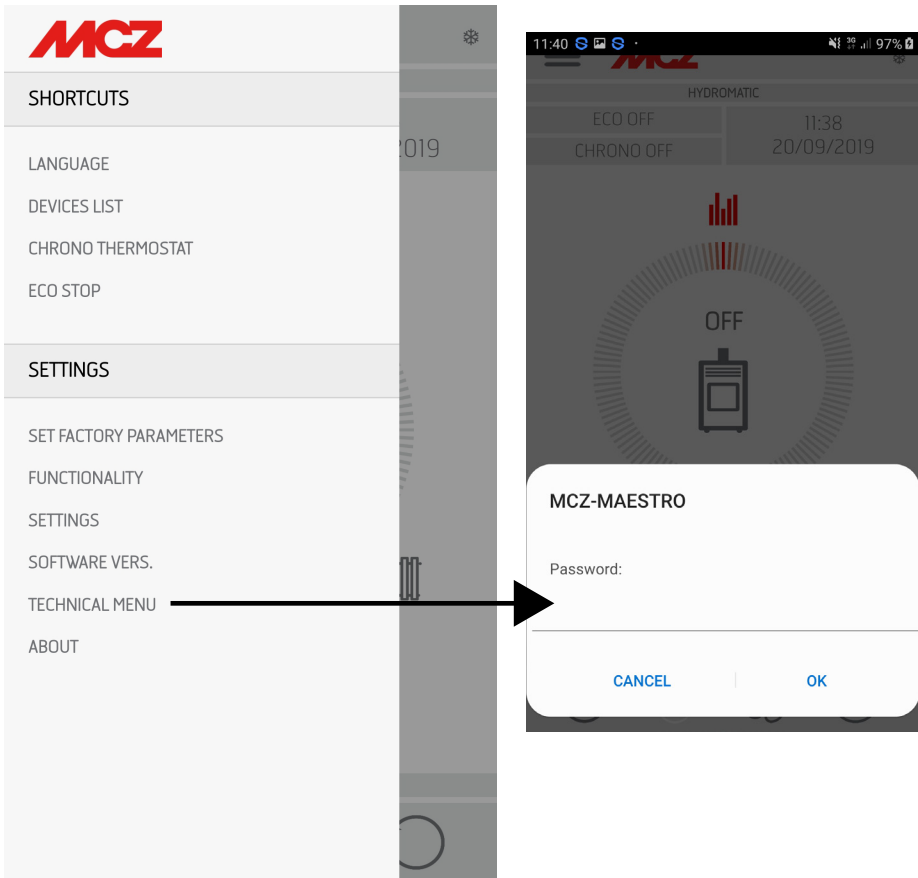 MCZ
SHORTCUTS
LANGUAGE
DEVICES LIST
CHRONO THERMOSTAT
ECO STOP
SETTINGS
SET FACTORY PARAMETERS
FUNCTIONALITY
SETTINGS
SOFTWARE VERS.
TECHNICAL MENU
ABOUT
2019
11:40 3G 97%
MCZ
HYDROMATIC
ECO OFF 11:38
CHRONO OFF 20/09/2019
OFF
MCZ-MAESTRO
Password:
CANCEL OK